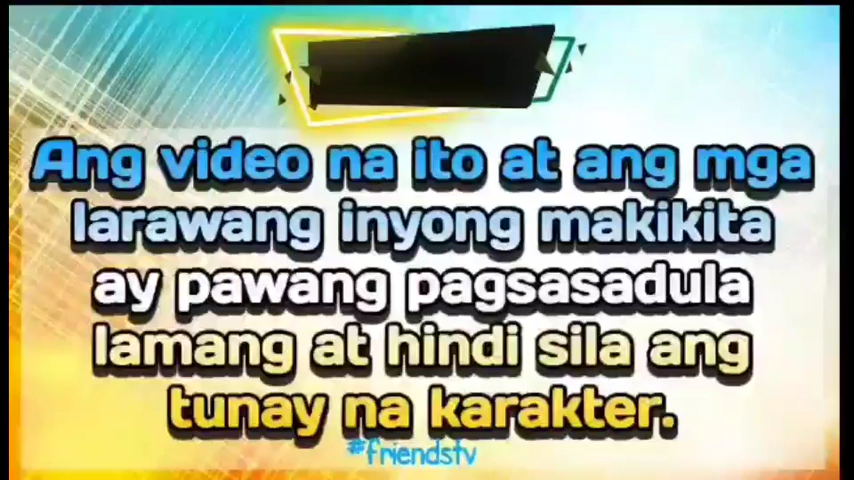 Ang video na ito at ang mga
larawang inyong makikita
ay pawang pagsasadula
lamang at hindi sila ang
tunay na karakter.
#friendstv